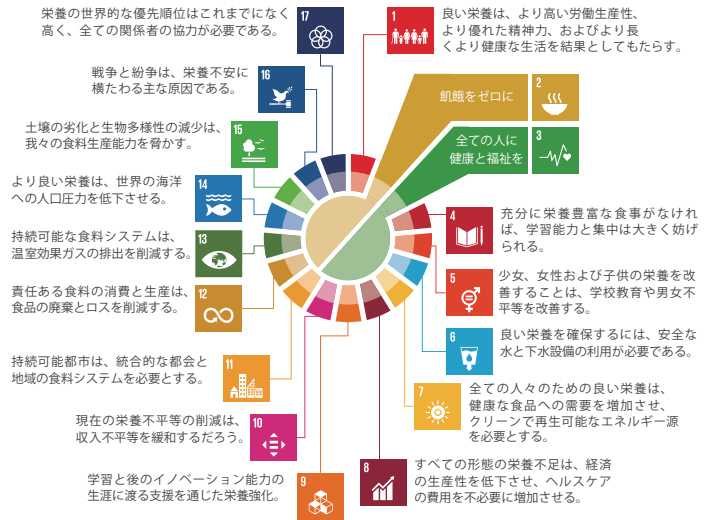 栄養の世界的な優先順位はこれまでになく
高く、全ての関係者の協力が必要である。
17
1
良い栄養は、より高い労働生産性、
より優れた精神力、およびより長
くより健康な生活を結果としてもたらす。
戦争と紛争は、栄養不安に
横たわる主な原因である。
16
飢餓をゼロに
2
土壌の劣化と生物多様性の減少は、
我々の食料生産能力を脅かす。
15
全ての人に
健康と福祉を
3
より良い栄養は、世界の海洋
への人口圧力を低下させる。
14
4
充分に栄養豊富な食事がなけれ
ば、学習能力と集中は大きく妨げ
られる。
持続可能な食料システムは、
温室効果ガスの排出を削減する。
13
5
少女、女性および子供の栄養を改
善することは、学校教育や男女不
平等を改善する。
責任ある食料の消費と生産は、
食品の廃棄とロスを削減する。
12
6
良い栄養を確保するには、安全な
水と下水設備の利用が必要である。
持続可能都市は、統合的な都会と
地域の食料システムを必要とする。
11
7
全ての人々のための良い栄養は、
健康な食品への需要を増加させ、
クリーンで再生可能なエネルギー源
を必要とする。
現在の栄養不平等の削減は、
収入不平等を緩和するだろう。
10
8
すべての形態の栄養不足は、経済
の生産性を低下させ、ヘルスケア
の費用を不必要に増加させる。
学習と後のイノベーション能力の
生涯に渡る支援を通じた栄養強化。
9